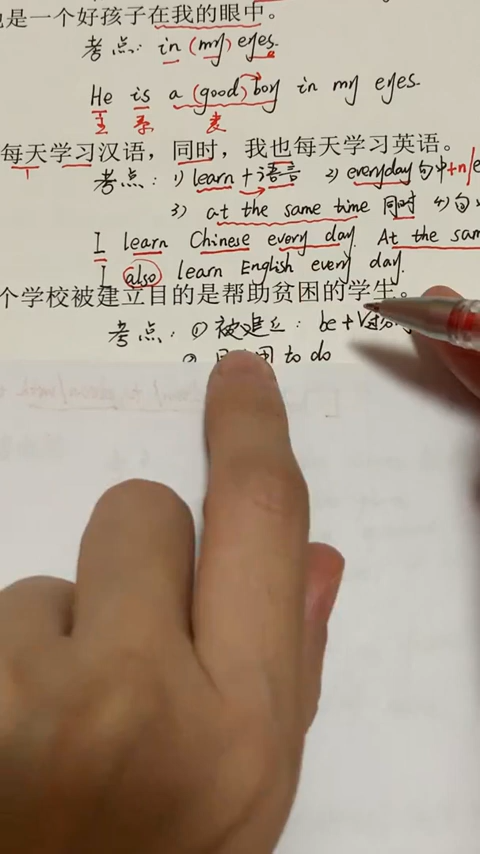 是一个好孩子在我的眼中。
考点: in (my) eyes.
He is a (good) boy in my eyes.
主 系 表
每天学习汉语，同时，我也每天学习英语。
考点: 1) learn + 语言 2) everyday 句中+n/
3) at the same time 同时 4) 句
I learn Chinese every day. At the sam
I also learn English every day.
个学校被建立目的是帮助贫困的学生。
考点: ① 被建立: be + V过
② to do